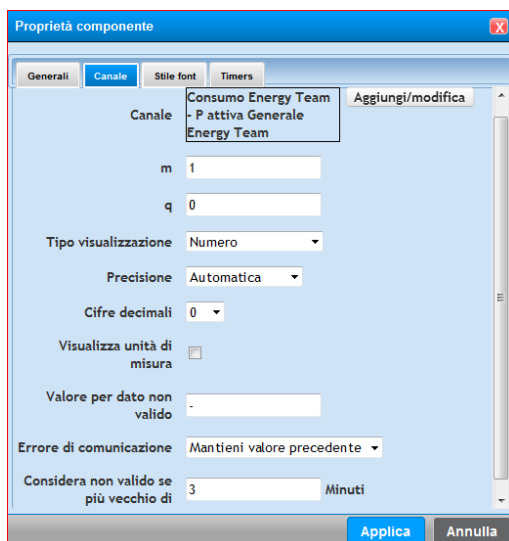 Proprietà componente
X
Generali Canale Stile font Timers
Canale
Consumo Energy Team
- P attiva Generale
Energy Team
Aggiungi/modifica
m 1
q 0
Tipo visualizzazione Numero
Precisione Automatica
Cifre decimali 0
Visualizza unità di
misura
Valore per dato non
valido
-
Errore di comunicazione Mantieni valore precedente
Considera non valido se
più vecchio di
3 Minuti
Applica Annulla